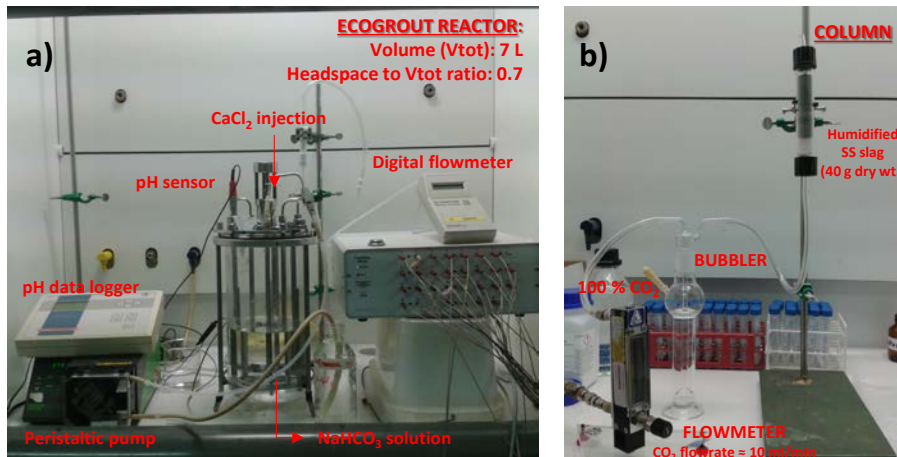 a)
ECOGROUT REACTOR:
Volume (Vtot): 7 L
Headspace to Vtot ratio: 0.7
CaCl₂ injection
Digital flowmeter
pH sensor
pH data logger
Peristaltic pump
NaHCO₃ solution
b)
COLUMN
Humidified
SS slag
(40 g dry wt
BUBBLER
100 % CO₂
FLOWMETER
CO₂ flowrate ≈ 10 ml/min